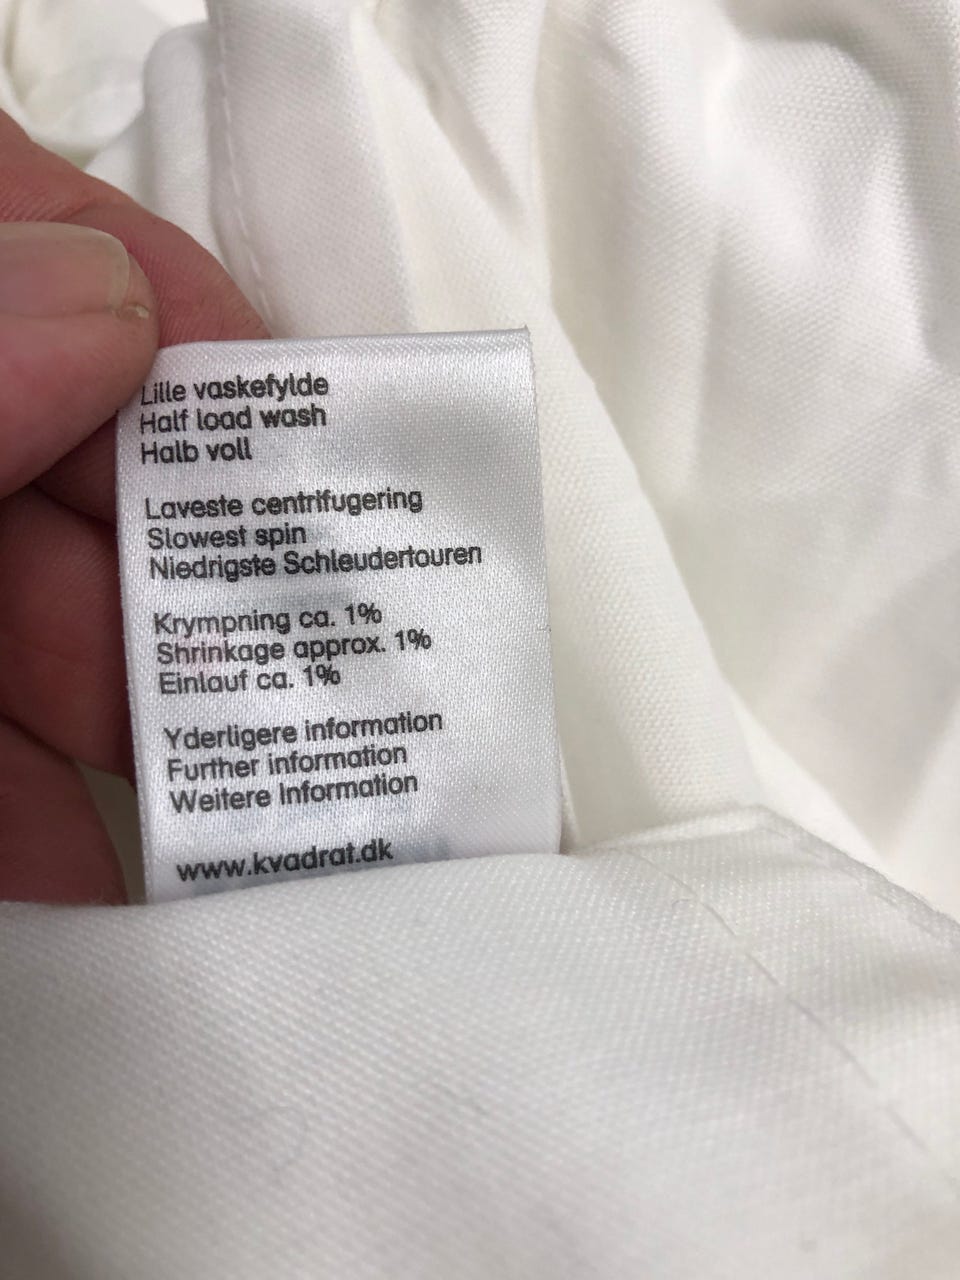 Lille vaskefylde
Half load wash
Halb voll
Laveste centrifugering
Slowest spin
Niedrigste Schleudertouren
Krympning ca. 1%
Shrinkage approx. 1%
Einlauf ca. 1%
Yderligere information
Further information
Weitere Information
www.kvadrat.dk